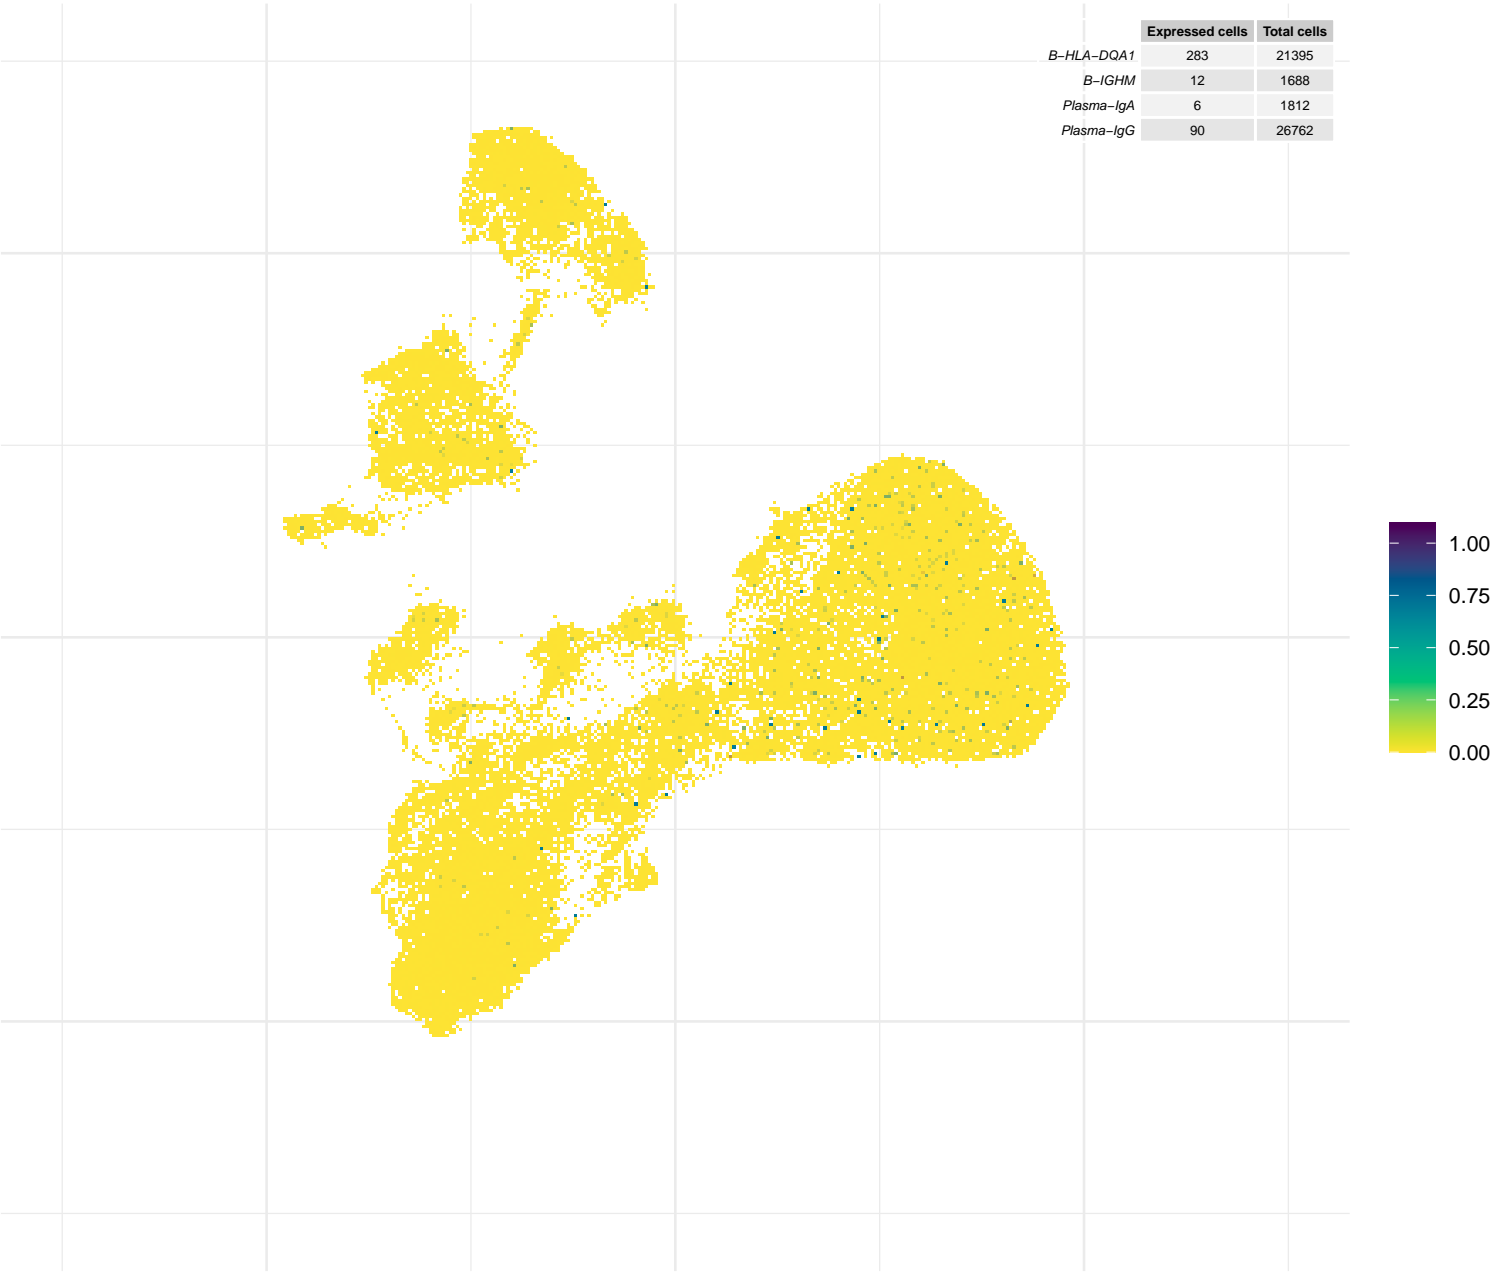 Expressed cells Total cells
B−HLA−DQA1 283 21395
B−IGHM 12 1688
Plasma−IgA 6 1812
Plasma−IgG 90 26762
1.00
0.75
0.50
0.25
0.00